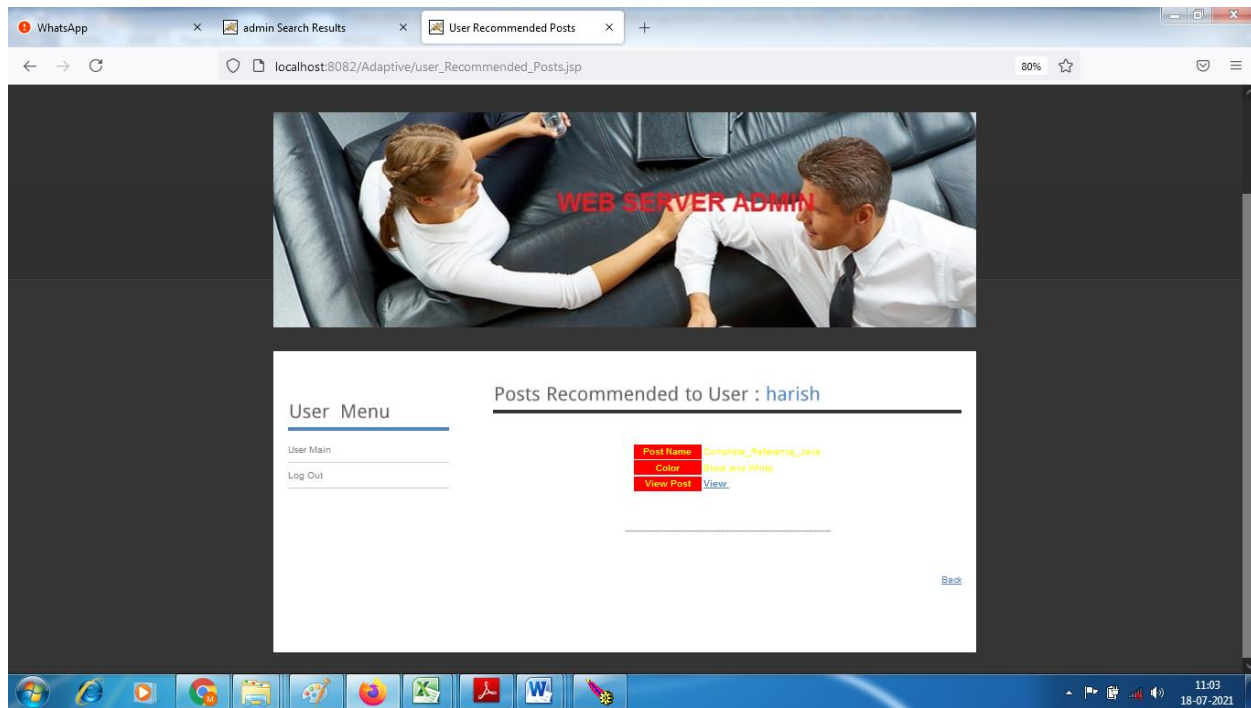 WhatsApp
admin Search Results
User Recommended Posts
localhost:8082/Adaptive/user_Recommended_Posts.jsp
80%
WEB SERVER ADMIN
User Menu
User Main
Log Out
Posts Recommended to User : harish
Post Name Complete_Reference_Java
Color Black and White
View Post View
Back
11:03
18-07-2021